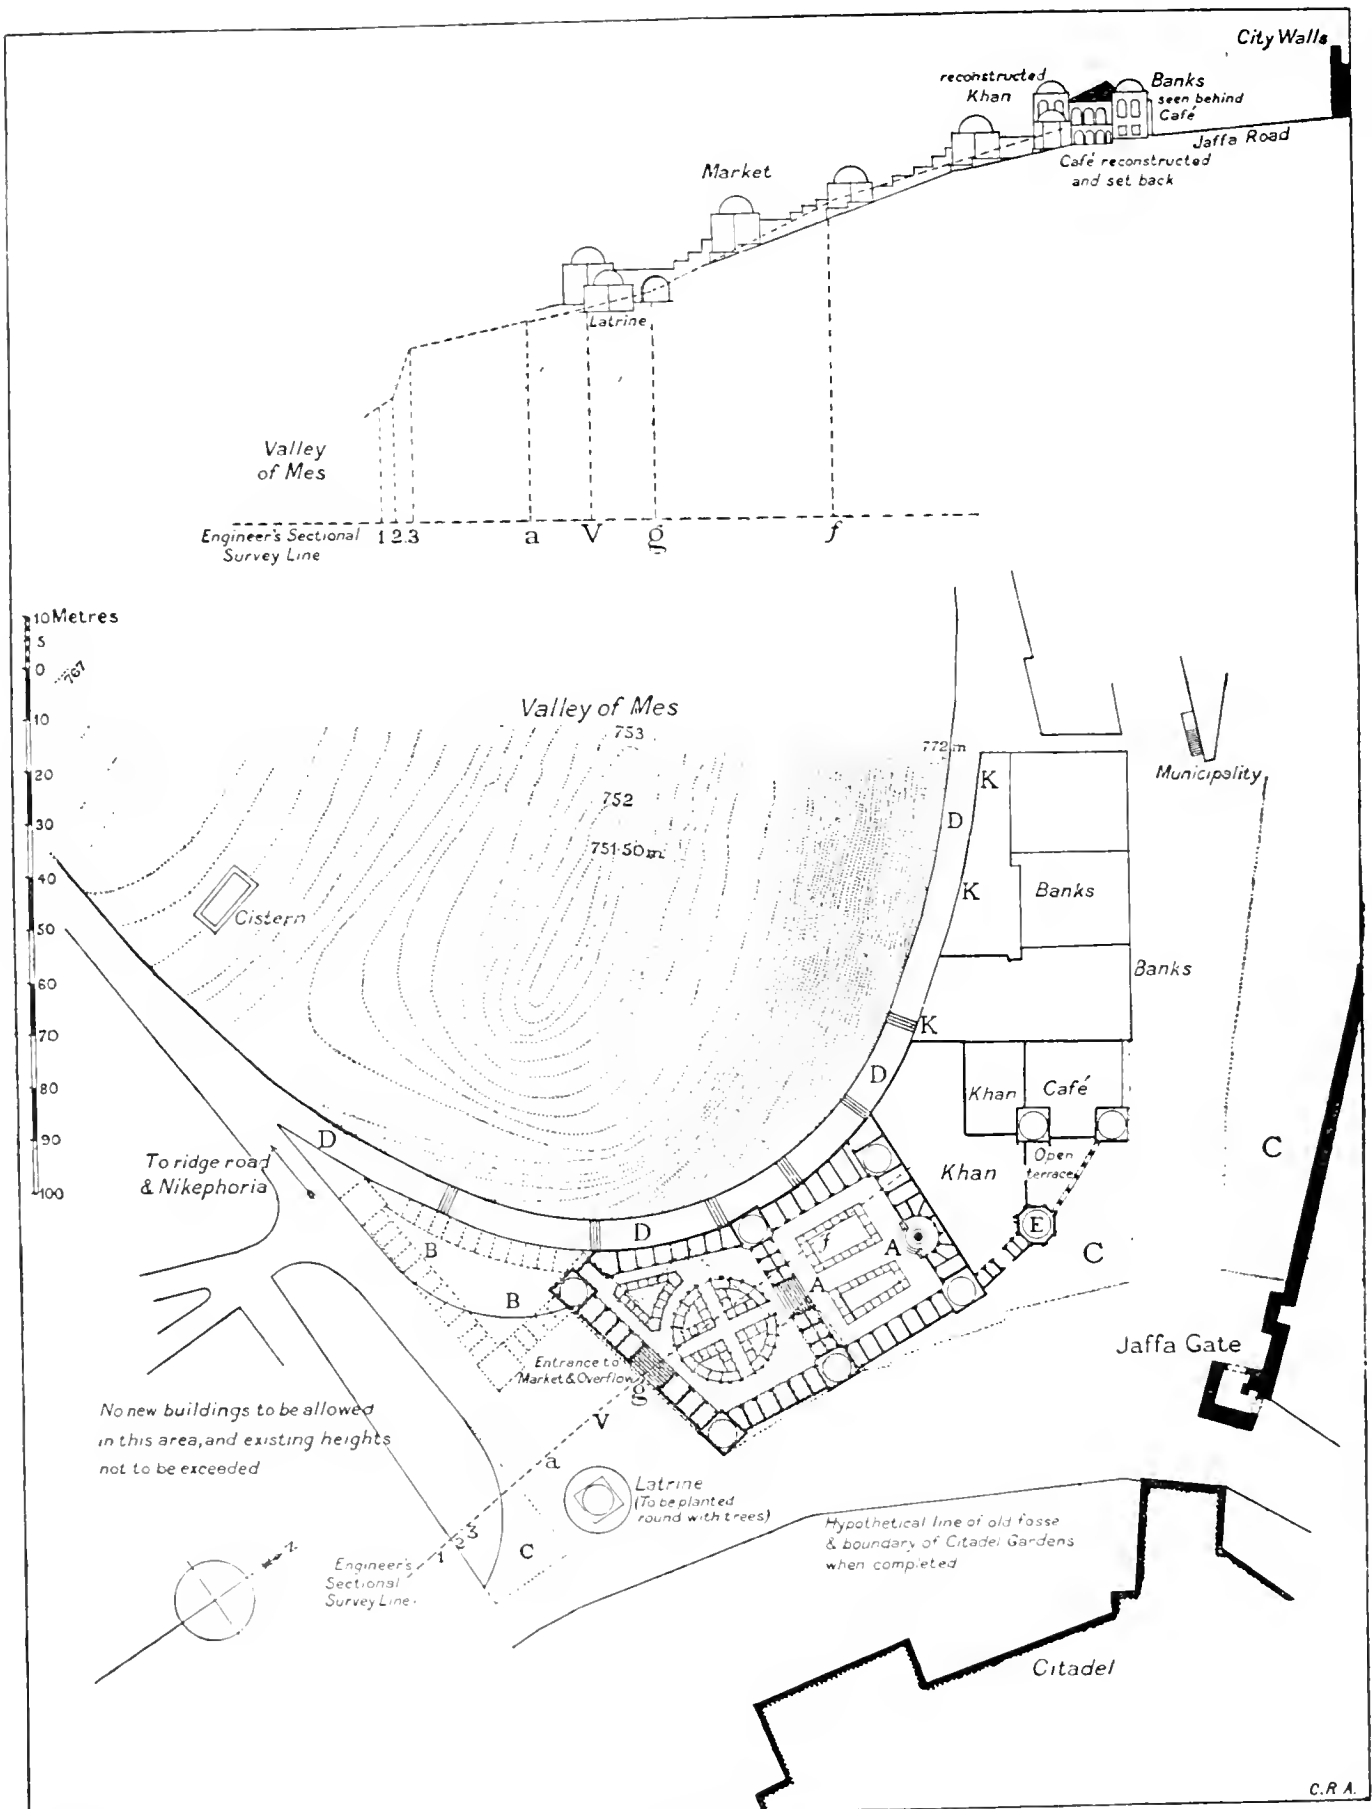 City Walls
reconstructed
Khan
Banks
seen behind
Café
Jaffa Road
Café reconstructed
and set back
Market
Latrine
Valley
of Mes
Engineer's Sectional
Survey Line
1 2.3 a V g f
10 Metres
5
0
10
20
30
40
50
60
70
80
90
100
767
Valley of Mes
753
752
751·50m
772m
Cistern
K
D
K
K
D
Municipality
Banks
Banks
Khan
Café
Open
terrace
Khan
E
C
C
D
To ridge road
& Nikephoria
D
B
B
f
A
A
Entrance to
Market & Overflow
g
V
a
Jaffa Gate
No new buildings to be allowed
in this area, and existing heights
not to be exceeded
Latrine
(To be planted
round with trees)
Hypothetical line of old fosse
& boundary of Citadel Gardens
when completed
1 2 3
C
Engineer's
Sectional
Survey Line.
N
Citadel
C.R A.